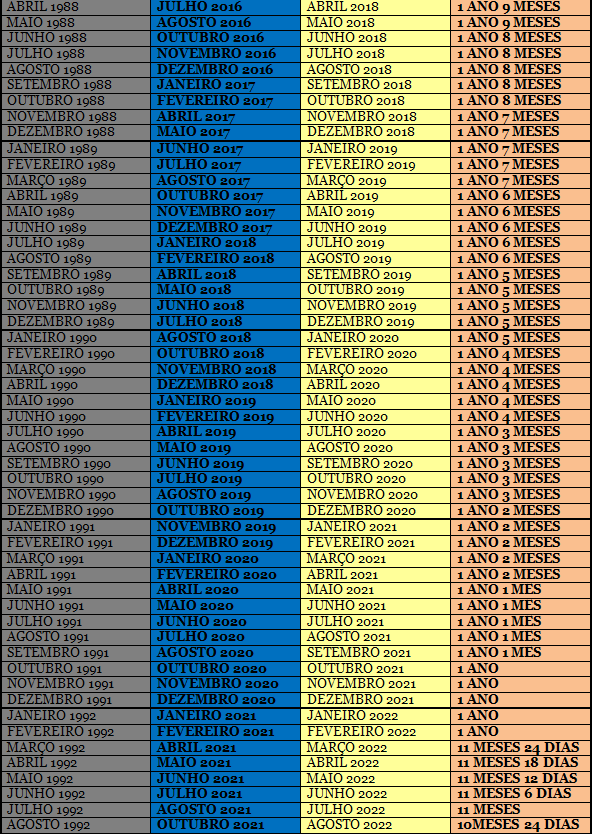 ABRIL 1988 JULHO 2016 ABRIL 2018 1 ANO 9 MESES
MAIO 1988 AGOSTO 2016 MAIO 2018 1 ANO 9 MESES
JUNHO 1988 OUTUBRO 2016 JUNHO 2018 1 ANO 8 MESES
JULHO 1988 NOVEMBRO 2016 JULHO 2018 1 ANO 8 MESES
AGOSTO 1988 DEZEMBRO 2016 AGOSTO 2018 1 ANO 8 MESES
SETEMBRO 1988 JANEIRO 2017 SETEMBRO 2018 1 ANO 8 MESES
OUTUBRO 1988 FEVEREIRO 2017 OUTUBRO 2018 1 ANO 8 MESES
NOVEMBRO 1988 ABRIL 2017 NOVEMBRO 2018 1 ANO 7 MESES
DEZEMBRO 1988 MAIO 2017 DEZEMBRO 2018 1 ANO 7 MESES
JANEIRO 1989 JUNHO 2017 JANEIRO 2019 1 ANO 7 MESES
FEVEREIRO 1989 JULHO 2017 FEVEREIRO 2019 1 ANO 7 MESES
MARÇO 1989 AGOSTO 2017 MARÇO 2019 1 ANO 7 MESES
ABRIL 1989 OUTUBRO 2017 ABRIL 2019 1 ANO 6 MESES
MAIO 1989 NOVEMBRO 2017 MAIO 2019 1 ANO 6 MESES
JUNHO 1989 DEZEMBRO 2017 JUNHO 2019 1 ANO 6 MESES
JULHO 1989 JANEIRO 2018 JULHO 2019 1 ANO 6 MESES
AGOSTO 1989 FEVEREIRO 2018 AGOSTO 2019 1 ANO 6 MESES
SETEMBRO 1989 ABRIL 2018 SETEMBRO 2019 1 ANO 5 MESES
OUTUBRO 1989 MAIO 2018 OUTUBRO 2019 1 ANO 5 MESES
NOVEMBRO 1989 JUNHO 2018 NOVEMBRO 2019 1 ANO 5 MESES
DEZEMBRO 1989 JULHO 2018 DEZEMBRO 2019 1 ANO 5 MESES
JANEIRO 1990 AGOSTO 2018 JANEIRO 2020 1 ANO 5 MESES
FEVEREIRO 1990 OUTUBRO 2018 FEVEREIRO 2020 1 ANO 4 MESES
MARÇO 1990 NOVEMBRO 2018 MARÇO 2020 1 ANO 4 MESES
ABRIL 1990 DEZEMBRO 2018 ABRIL 2020 1 ANO 4 MESES
MAIO 1990 JANEIRO 2019 MAIO 2020 1 ANO 4 MESES
JUNHO 1990 FEVEREIRO 2019 JUNHO 2020 1 ANO 4 MESES
JULHO 1990 ABRIL 2019 JULHO 2020 1 ANO 3 MESES
AGOSTO 1990 MAIO 2019 AGOSTO 2020 1 ANO 3 MESES
SETEMBRO 1990 JUNHO 2019 SETEMBRO 2020 1 ANO 3 MESES
OUTUBRO 1990 JULHO 2019 OUTUBRO 2020 1 ANO 3 MESES
NOVEMBRO 1990 AGOSTO 2019 NOVEMBRO 2020 1 ANO 3 MESES
DEZEMBRO 1990 OUTUBRO 2019 DEZEMBRO 2020 1 ANO 2 MESES
JANEIRO 1991 NOVEMBRO 2019 JANEIRO 2021 1 ANO 2 MESES
FEVEREIRO 1991 DEZEMBRO 2019 FEVEREIRO 2021 1 ANO 2 MESES
MARÇO 1991 JANEIRO 2020 MARÇO 2021 1 ANO 2 MESES
ABRIL 1991 FEVEREIRO 2020 ABRIL 2021 1 ANO 2 MESES
MAIO 1991 ABRIL 2020 MAIO 2021 1 ANO 1 MES
JUNHO 1991 MAIO 2020 JUNHO 2021 1 ANO 1 MES
JULHO 1991 JUNHO 2020 JULHO 2021 1 ANO 1 MES
AGOSTO 1991 JULHO 2020 AGOSTO 2021 1 ANO 1 MES
SETEMBRO 1991 AGOSTO 2020 SETEMBRO 2021 1 ANO 1 MES
OUTUBRO 1991 OUTUBRO 2020 OUTUBRO 2021 1 ANO
NOVEMBRO 1991 NOVEMBRO 2020 NOVEMBRO 2021 1 ANO
DEZEMBRO 1991 DEZEMBRO 2020 DEZEMBRO 2021 1 ANO
JANEIRO 1992 JANEIRO 2021 JANEIRO 2022 1 ANO
FEVEREIRO 1992 FEVEREIRO 2021 FEVEREIRO 2022 1 ANO
MARÇO 1992 ABRIL 2021 MARÇO 2022 11 MESES 24 DIAS
ABRIL 1992 MAIO 2021 ABRIL 2022 11 MESES 18 DIAS
MAIO 1992 JUNHO 2021 MAIO 2022 11 MESES 12 DIAS
JUNHO 1992 JULHO 2021 JUNHO 2022 11 MESES 6 DIAS
JULHO 1992 AGOSTO 2021 JULHO 2022 11 MESES
AGOSTO 1992 OUTUBRO 2021 AGOSTO 2022 10MESES 24 DIAS